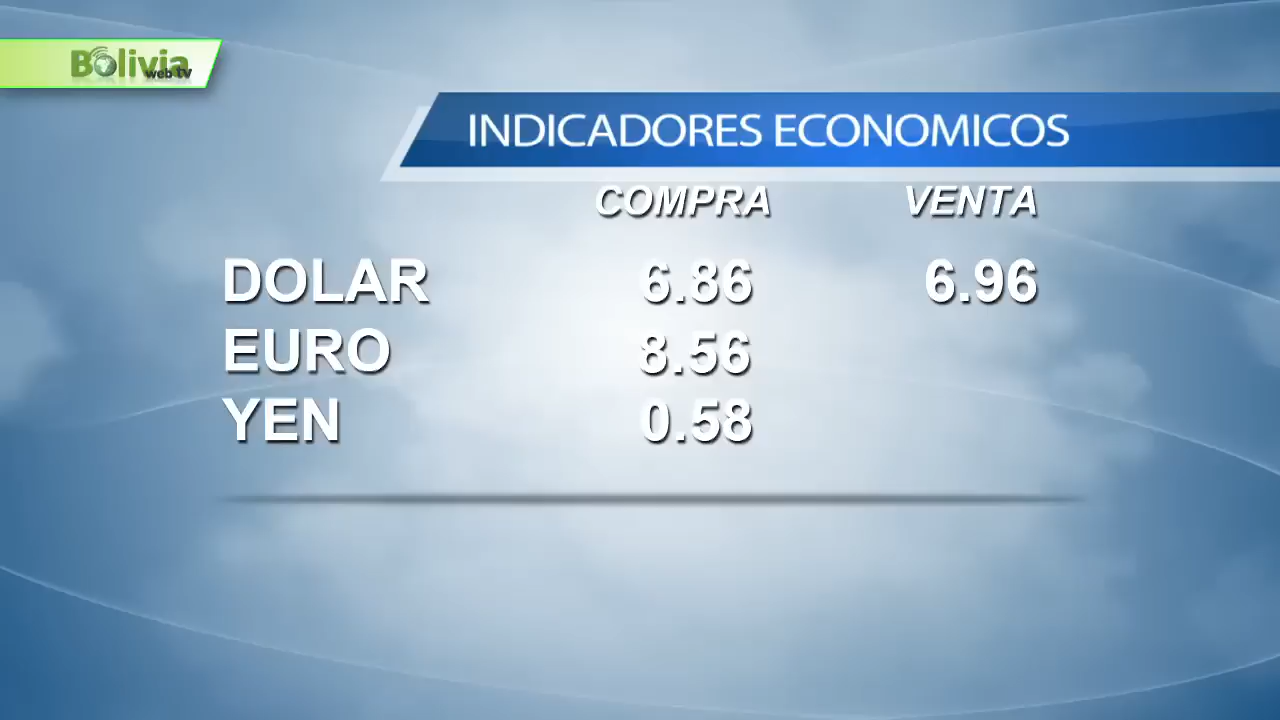 Bolivia
web tv
INDICADORES ECONOMICOS
COMPRA VENTA
DOLAR 6.86 6.96
EURO 8.56
YEN 0.58